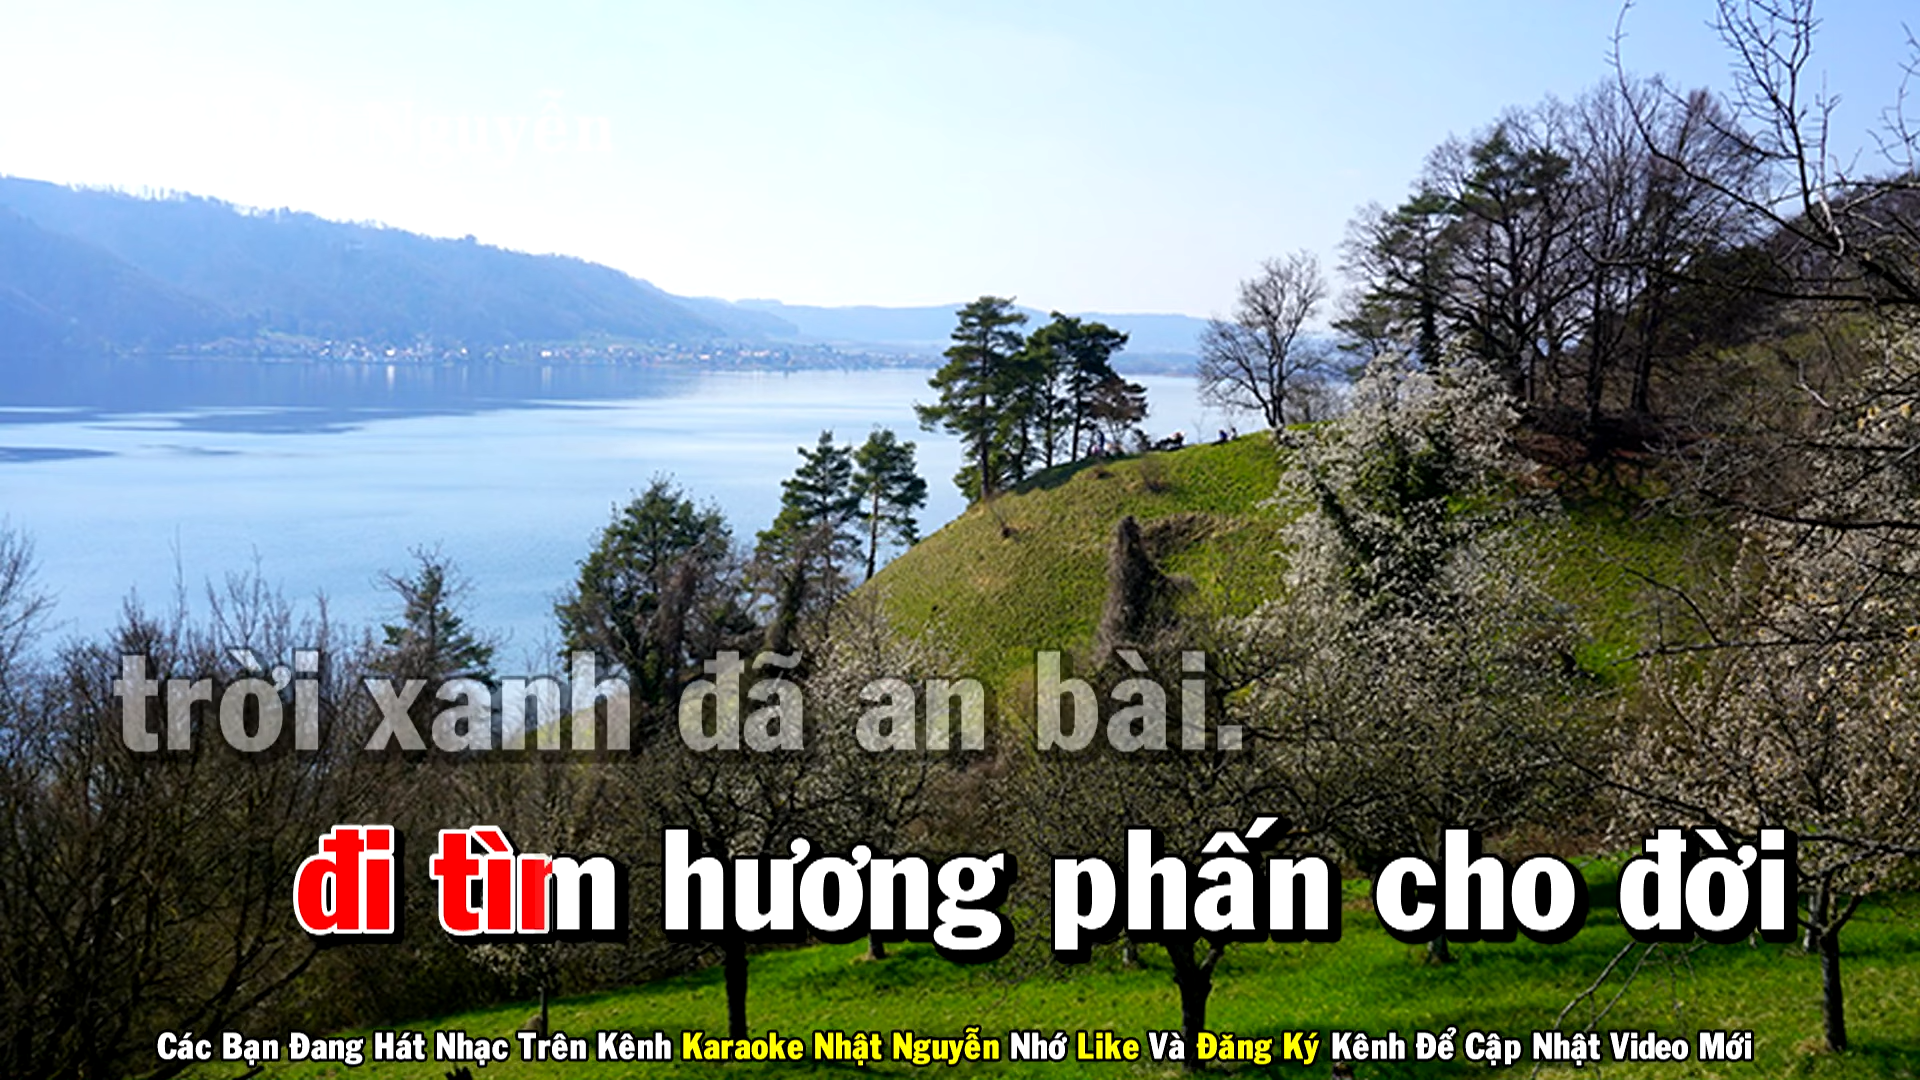 Nguyễn
trời xanh đã an bài.
đi tìm hương phấn cho đời
Các Bạn Đang Hát Nhạc Trên Kênh Karaoke Nhật Nguyễn Nhớ Like Và Đăng Ký Kênh Để Cập Nhật Video Mới